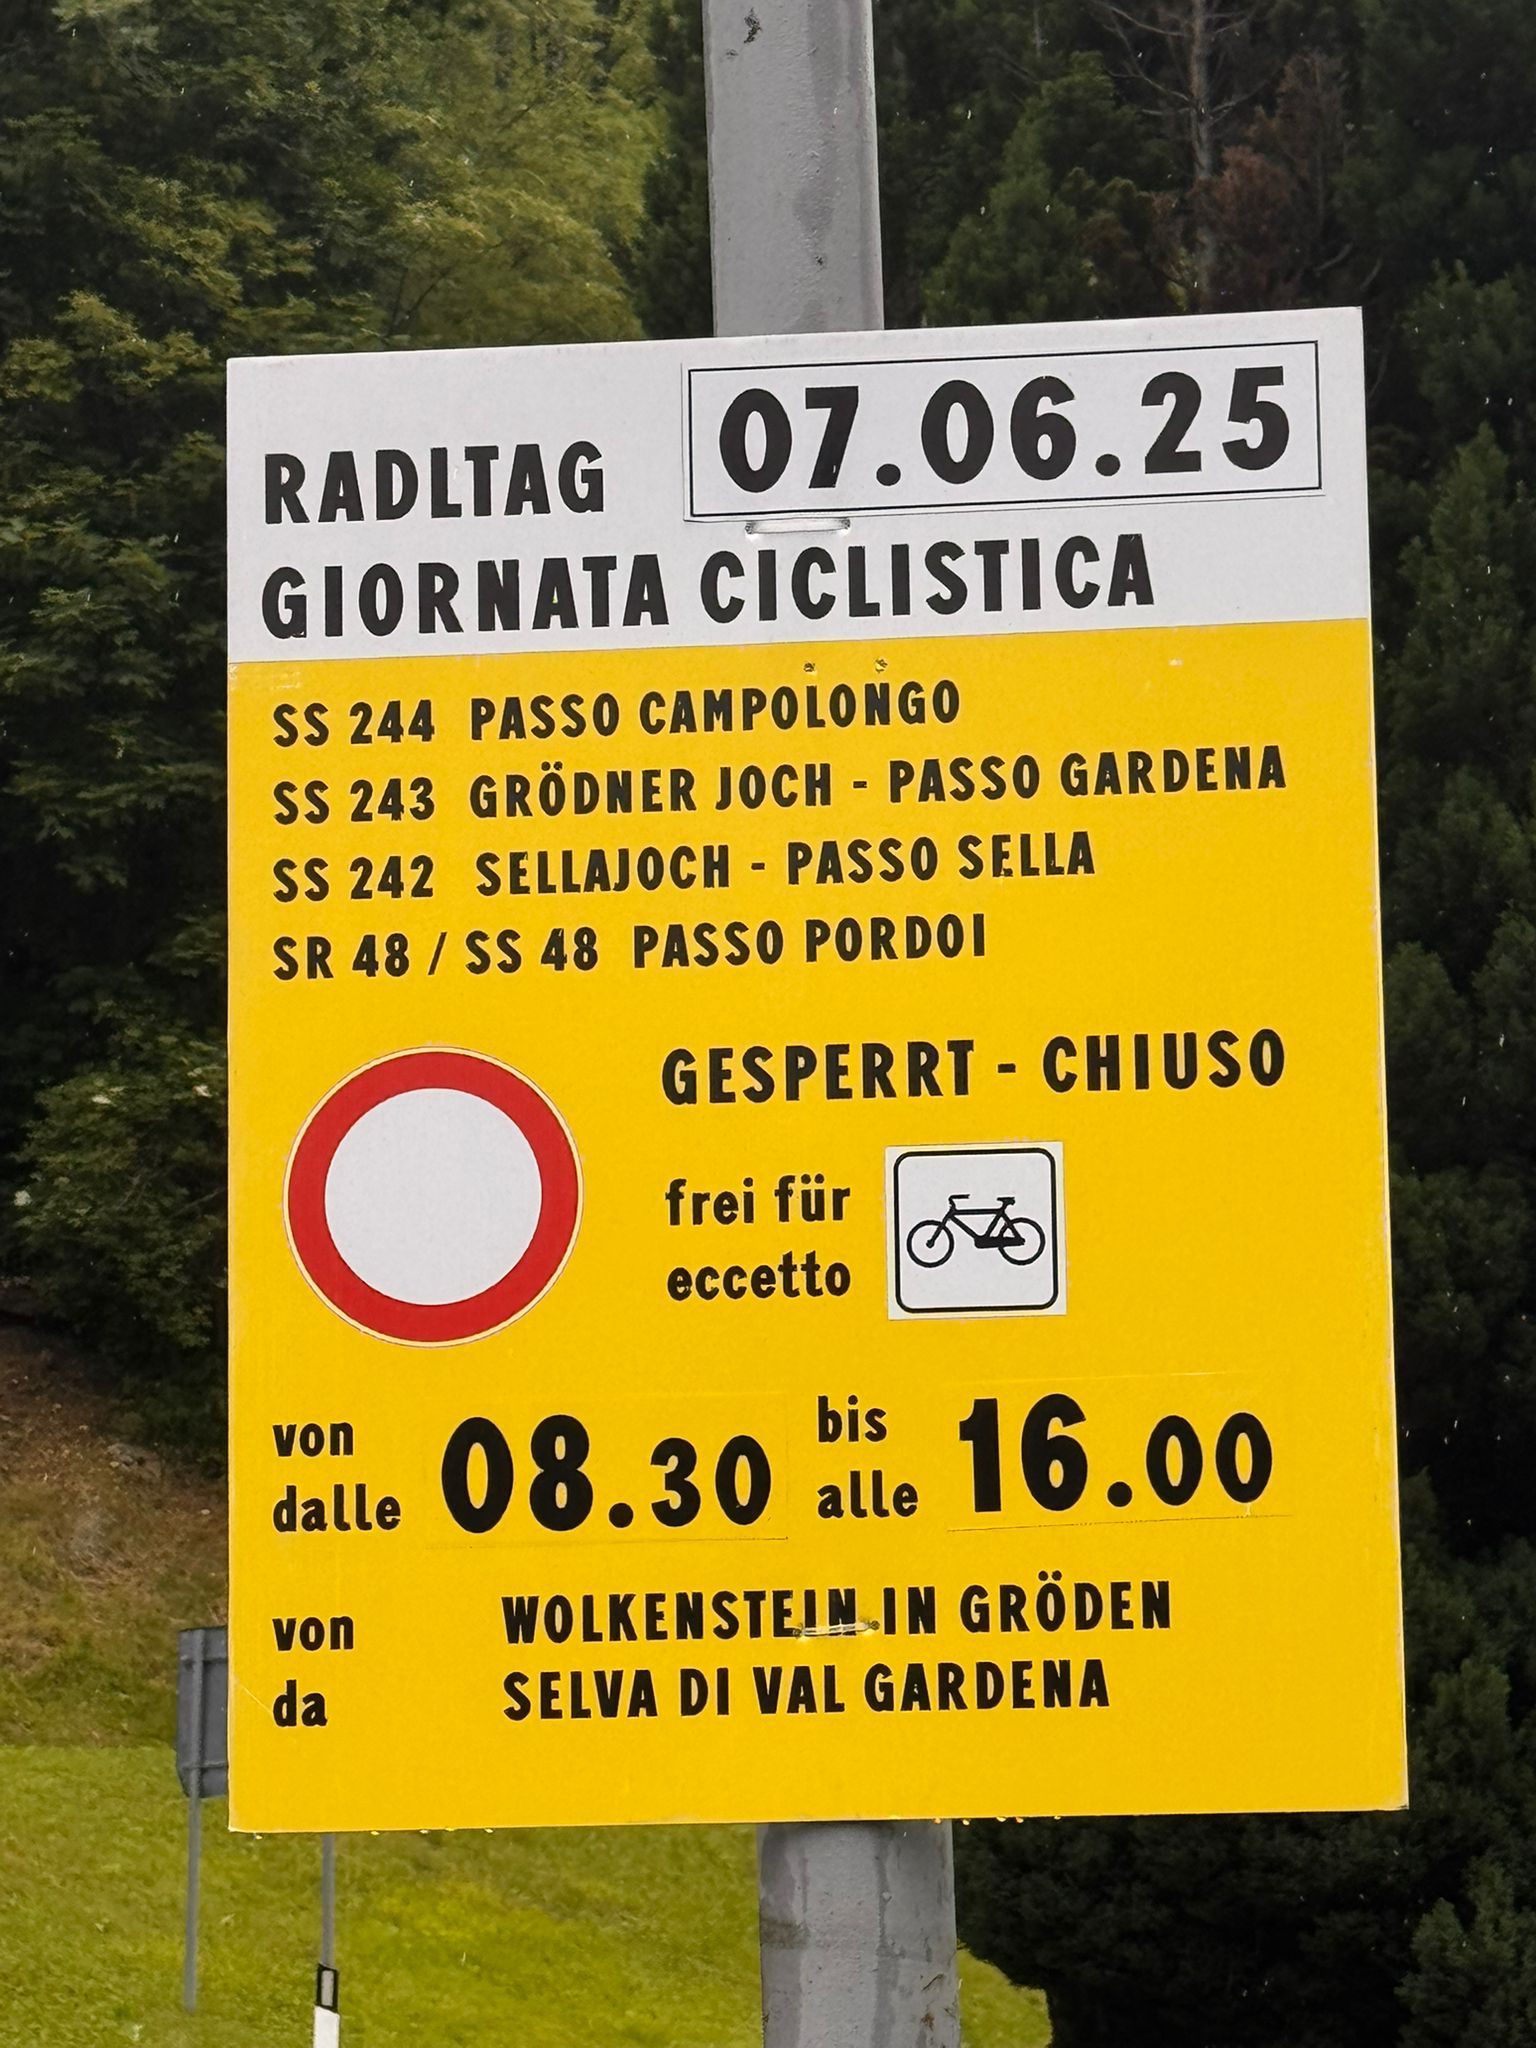 RADLTAG 07.06.25
GIORNATA CICLISTICA
SS 244 PASSO CAMPOLONGO
SS 243 GRÖDNER JOCH - PASSO GARDENA
SS 242 SELLAJOCH - PASSO SELLA
SR 48 / SS 48 PASSO PORDOI
GESPERRT - CHIUSO
frei für
eccetto
von bis
dalle 08.30 alle 16.00
von WOLKENSTEIN IN GRÖDEN
da SELVA DI VAL GARDENA